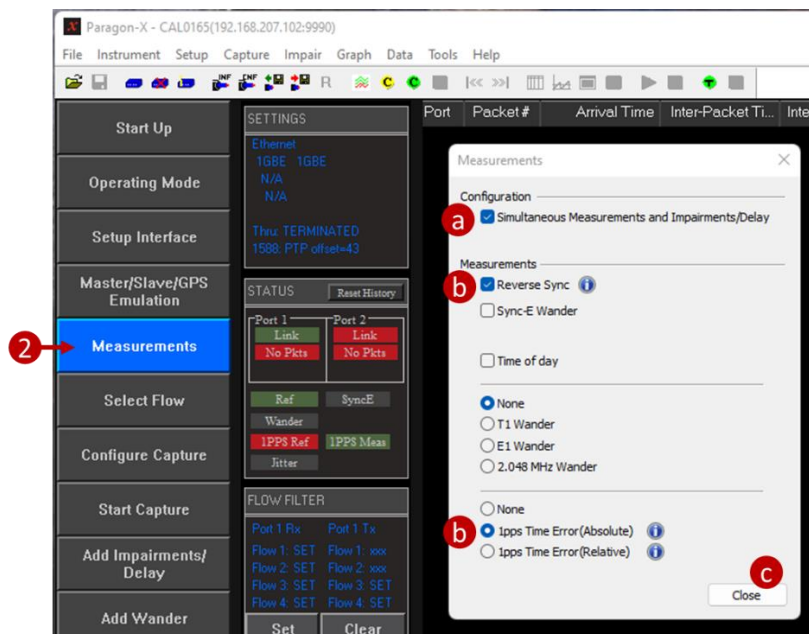 Paragon-X - CAL0165(192.168.207.102:9990)
File Instrument Setup Capture Impair Graph Data Tools Help
INF INF R C C |<< >>| T
Port Packet# Arrival Time Inter-Packet Ti... Inte
2
Start Up
Operating Mode
Setup Interface
Master/Slave/GPS
Emulation
Measurements
Select Flow
Configure Capture
Start Capture
Add Impairments/
Delay
Add Wander
SETTINGS
Ethernet
1GBE 1GBE
N/A
N/A
Thru: TERMINATED
1588: PTP offset=43
STATUS Reset History
Port 1 Port 2
Link Link
No Pkts No Pkts
Ref SyncE
Wander
1PPS Ref 1PPS Meas
Jitter
FLOW FILTER
Port 1 Rx Port 1 Tx
Flow 1: SET Flow 1: xxx
Flow 2: SET Flow 2: xxx
Flow 3: SET Flow 3: SET
Flow 4: SET Flow 4: SET
Set Clear
Measurements
Configuration
a Simultaneous Measurements and Impairments/Delay
Measurements
b Reverse Sync i
Sync-E Wander
Time of day
None
T1 Wander
E1 Wander
2.048 MHz Wander
None
b 1pps Time Error(Absolute) i
1pps Time Error(Relative) i
c
Close